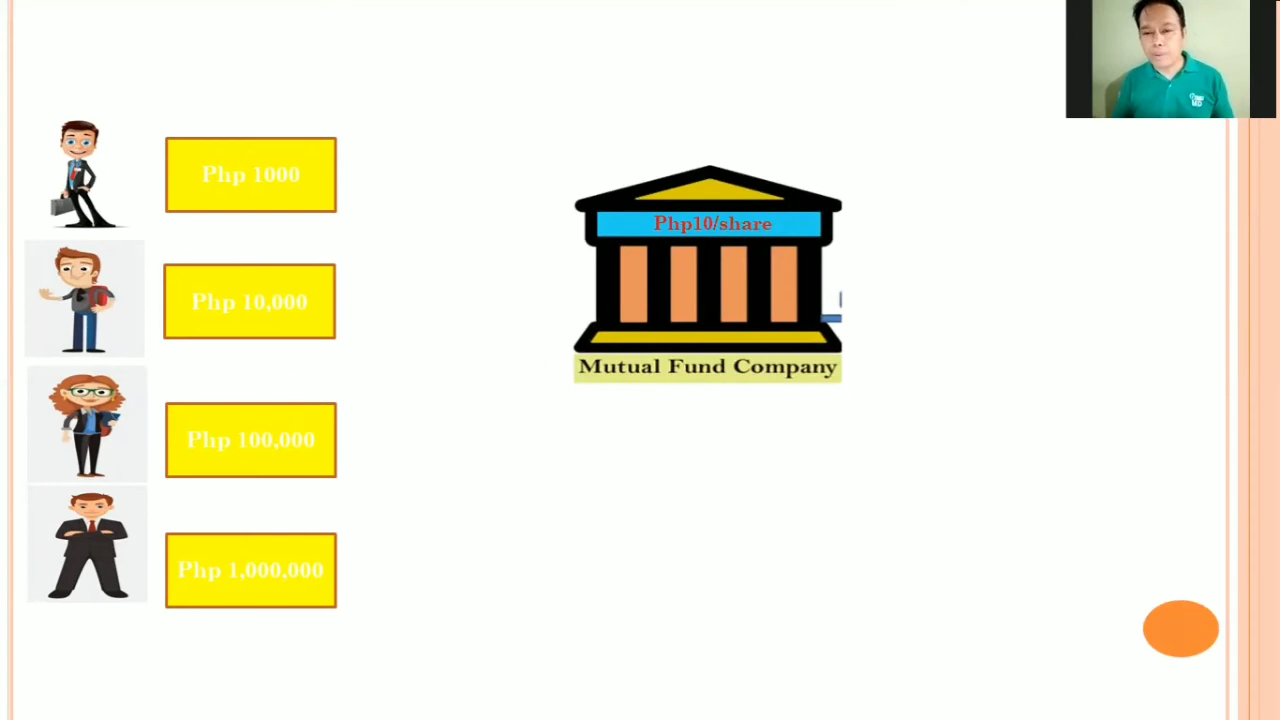 Php 1000
Php10/share
Php 10,000
Mutual Fund Company
Php 100,000
Php 1,000,000